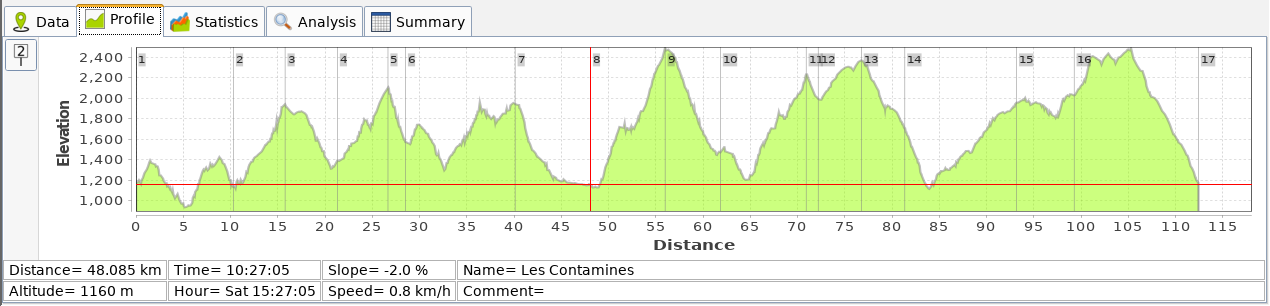 Data Profile Statistics Analysis Summary
2
1 2 3 4 5 6 7 8 9 10 11 12 13 14 15 16 17
2,400
2,200
2,000
1,800
1,600
1,400
1,200
1,000
Elevation
0 5 10 15 20 25 30 35 40 45 50 55 60 65 70 75 80 85 90 95 100 105 110 115
Distance
Distance= 48.085 km Time= 10:27:05 Slope= -2.0 % Name= Les Contamines
Altitude= 1160 m Hour= Sat 15:27:05 Speed= 0.8 km/h Comment=